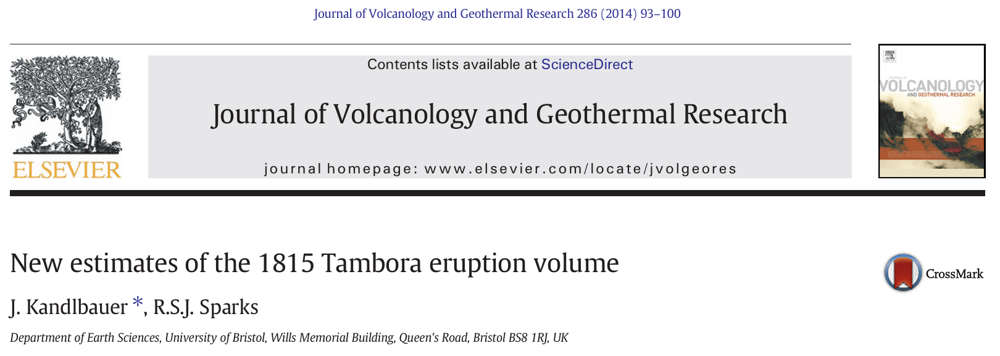 Journal of Volcanology and Geothermal Research 286 (2014) 93–100
Contents lists available at ScienceDirect
Journal of Volcanology and Geothermal Research
journal homepage: www.elsevier.com/locate/jvolgeores
ELSEVIER
JOURNAL OF
VOLCANOLOGY
AND GEOTHERMAL RESEARCH
New estimates of the 1815 Tambora eruption volume
CrossMark
J. Kandlbauer *, R.S.J. Sparks
Department of Earth Sciences, University of Bristol, Wills Memorial Building, Queen's Road, Bristol BS8 1RJ, UK